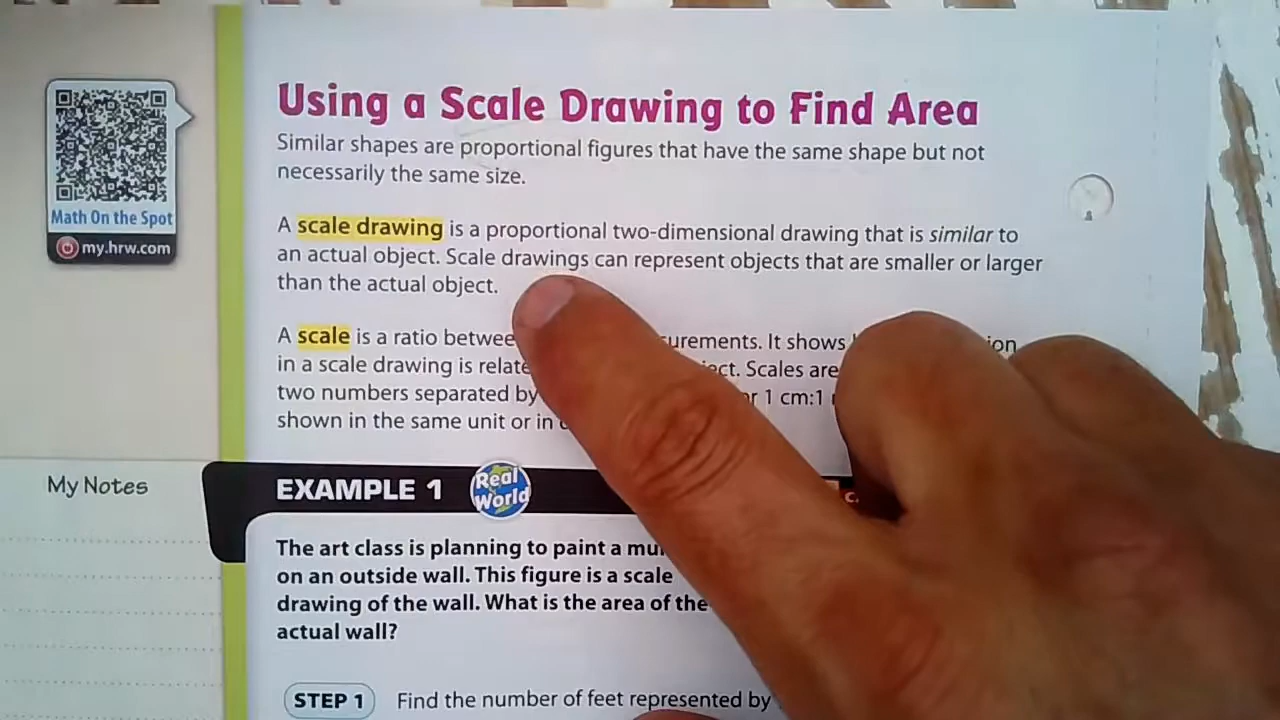 Using a Scale Drawing to Find Area
Similar shapes are proportional figures that have the same shape but not
necessarily the same size.
A scale drawing is a proportional two-dimensional drawing that is similar to
an actual object. Scale drawings can represent objects that are smaller or larger
than the actual object.
A scale is a ratio urements. It shows
in a scale drawing is Scales are
two numbers separated by 1 cm:1
shown in the same unit or in
Math On the Spot
my.hrw.com
My Notes
EXAMPLE 1 Real World
The art class is planning to paint a
on an outside wall. This figure is a scale
drawing of the wall. What is the area of the
actual wall?
STEP 1 Find the number of feet represented by